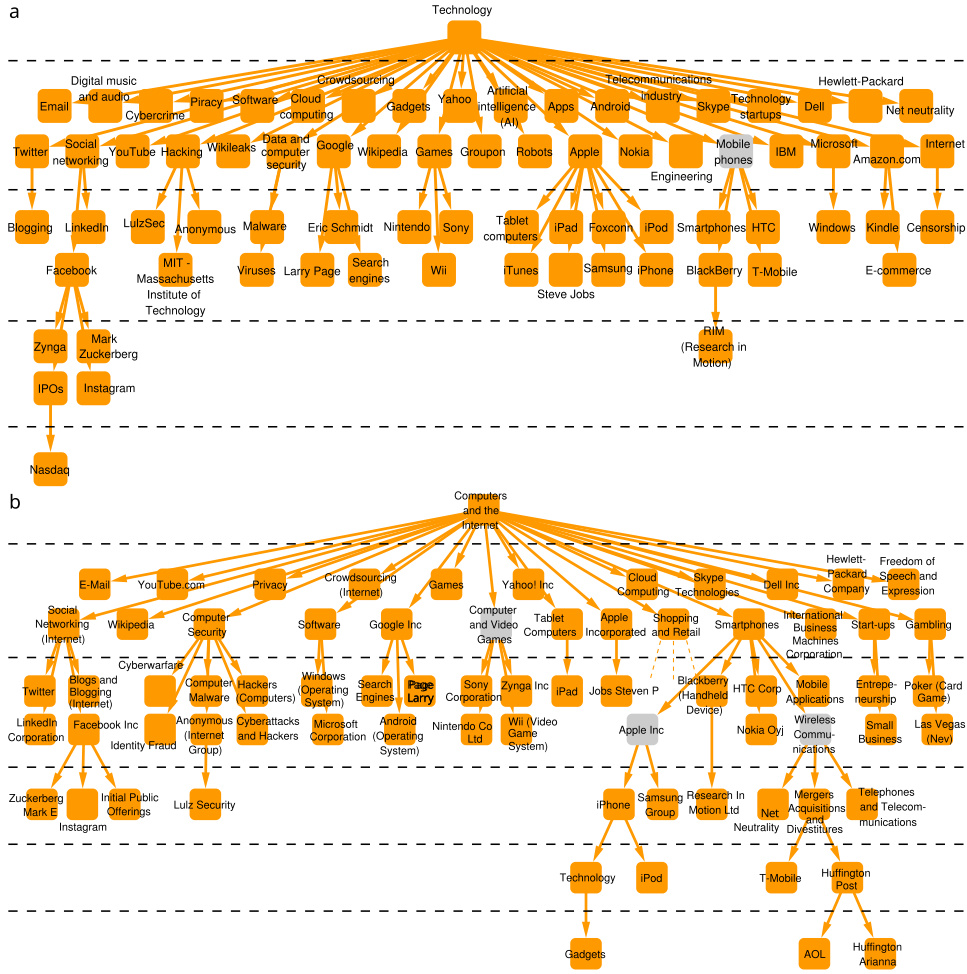 a
Technology
Digital music
and audio
Crowdsourcing
Telecommunications
industry
Hewlett-Packard
Email
Cybercrime
Piracy
Software
Cloud
computing
Gadgets
Yahoo
Artificial
intelligence
(AI)
Apps
Android
Skype
Technology
startups
Dell
Net neutrality
Twitter
Social
networking
YouTube
Hacking
Wikileaks
Data and
computer
security
Google
Wikipedia
Games
Groupon
Robots
Apple
Nokia
Engineering
Mobile
phones
IBM
Microsoft
Amazon.com
Internet
Blogging
LinkedIn
LulzSec
Anonymous
Malware
Eric Schmidt
Nintendo
Sony
Tablet
computers
iPad
Foxconn
iPod
Smartphones
HTC
Windows
Kindle
Censorship
Facebook
MIT -
Massachusetts
Institute of
Technology
Viruses
Larry Page
Search
engines
Wii
iTunes
Steve Jobs
Samsung
iPhone
BlackBerry
T-Mobile
E-commerce
Zynga
Mark
Zuckerberg
RIM
(Research in
Motion)
IPOs
Instagram
Nasdaq
b
Computers
and the
Internet
E-Mail
YouTube.com
Privacy
Crowdsourcing
(Internet)
Games
Yahoo! Inc
Cloud
Computing
Skype
Technologies
Dell Inc
Hewlett-
Packard
Company
Freedom of
Speech and
Expression
Social
Networking
(Internet)
Wikipedia
Computer
Security
Software
Google Inc
Computer
and Video
Games
Tablet
Computers
Apple
Incorporated
Shopping
and Retail
Smartphones
International
Business
Machines
Corporation
Start-ups
Gambling
Twitter
Blogs and
Blogging
(Internet)
Cyberwarfare
Computer
Malware
Hackers
(Computers)
Windows
(Operating
System)
Search
Engines
Page
Larry
Sony
Corporation
Zynga Inc
iPad
Jobs Steven P
Blackberry
(Handheld
Device)
HTC Corp
Mobile
Applications
Entrepe-
neurship
Poker (Card
Game)
LinkedIn
Corporation
Facebook Inc
Identity Fraud
Anonymous
(Internet
Group)
Cyberattacks
and Hackers
Microsoft
Corporation
Android
(Operating
System)
Nintendo Co
Ltd
Wii (Video
Game
System)
Apple Inc
Nokia Oyj
Wireless
Commu-
nications
Small
Business
Las Vegas
(Nev)
Zuckerberg
Mark E
Instagram
Initial Public
Offerings
Lulz Security
iPhone
Samsung
Group
Research In
Motion Ltd
Net
Neutrality
Mergers
Acquisitions
and
Divestitures
Telephones
and Telecom-
munications
Technology
iPod
T-Mobile
Huffington
Post
Gadgets
AOL
Huffington
Arianna